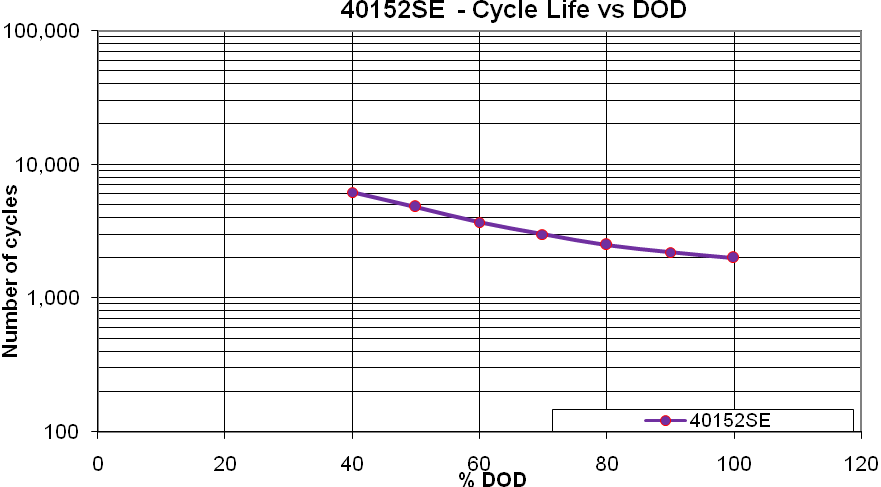 40152SE - Cycle Life vs DOD
100,000
10,000
1,000
100
Number of cycles
0 20 40 60 80 100 120
% DOD
40152SE